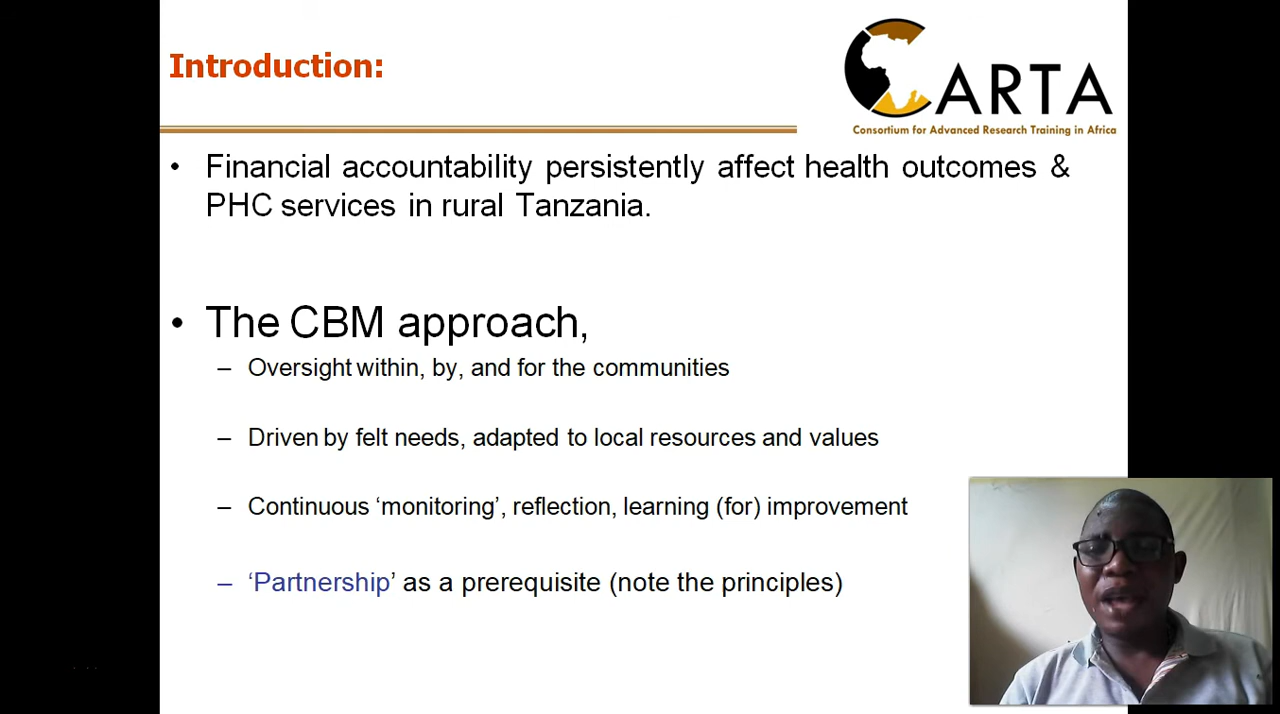 Introduction:
CARTA
Consortium for Advanced Research Training in Africa
• Financial accountability persistently affect health outcomes &
PHC services in rural Tanzania.
• The CBM approach,
– Oversight within, by, and for the communities
– Driven by felt needs, adapted to local resources and values
– Continuous ‘monitoring’, reflection, learning (for) improvement
– ‘Partnership’ as a prerequisite (note the principles)